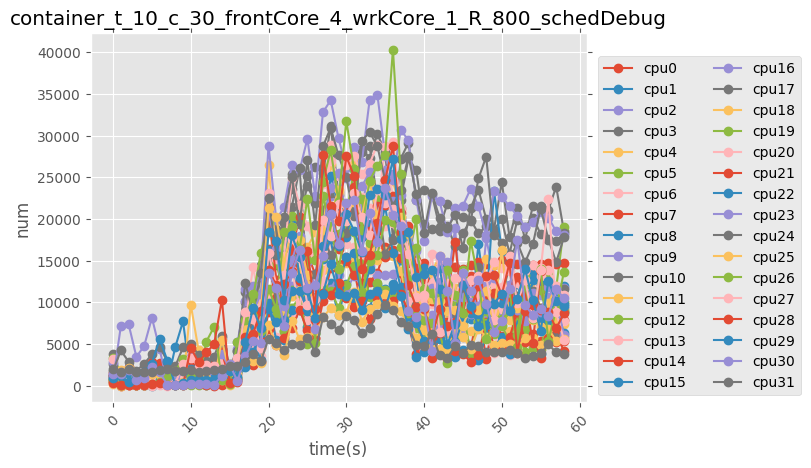 container_t_10_c_30_frontCore_4_wrkCore_1_R_800_schedDebug
40000
35000
30000
25000
20000
15000
10000
5000
0
num
0
10
20
30
40
50
60
time(s)
cpu0
cpu1
cpu2
cpu3
cpu4
cpu5
cpu6
cpu7
cpu8
cpu9
cpu10
cpu11
cpu12
cpu13
cpu14
cpu15
cpu16
cpu17
cpu18
cpu19
cpu20
cpu21
cpu22
cpu23
cpu24
cpu25
cpu26
cpu27
cpu28
cpu29
cpu30
cpu31